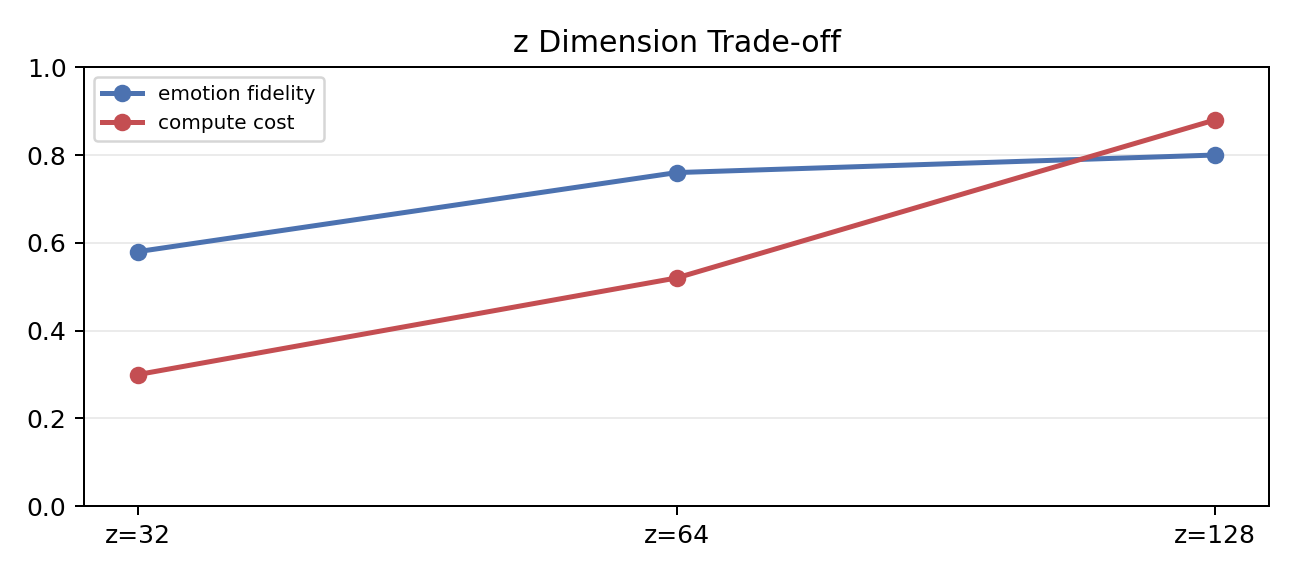 z Dimension Trade-off
1.0
0.8
0.6
0.4
0.2
0.0
emotion fidelity
compute cost
z=32 z=64 z=128